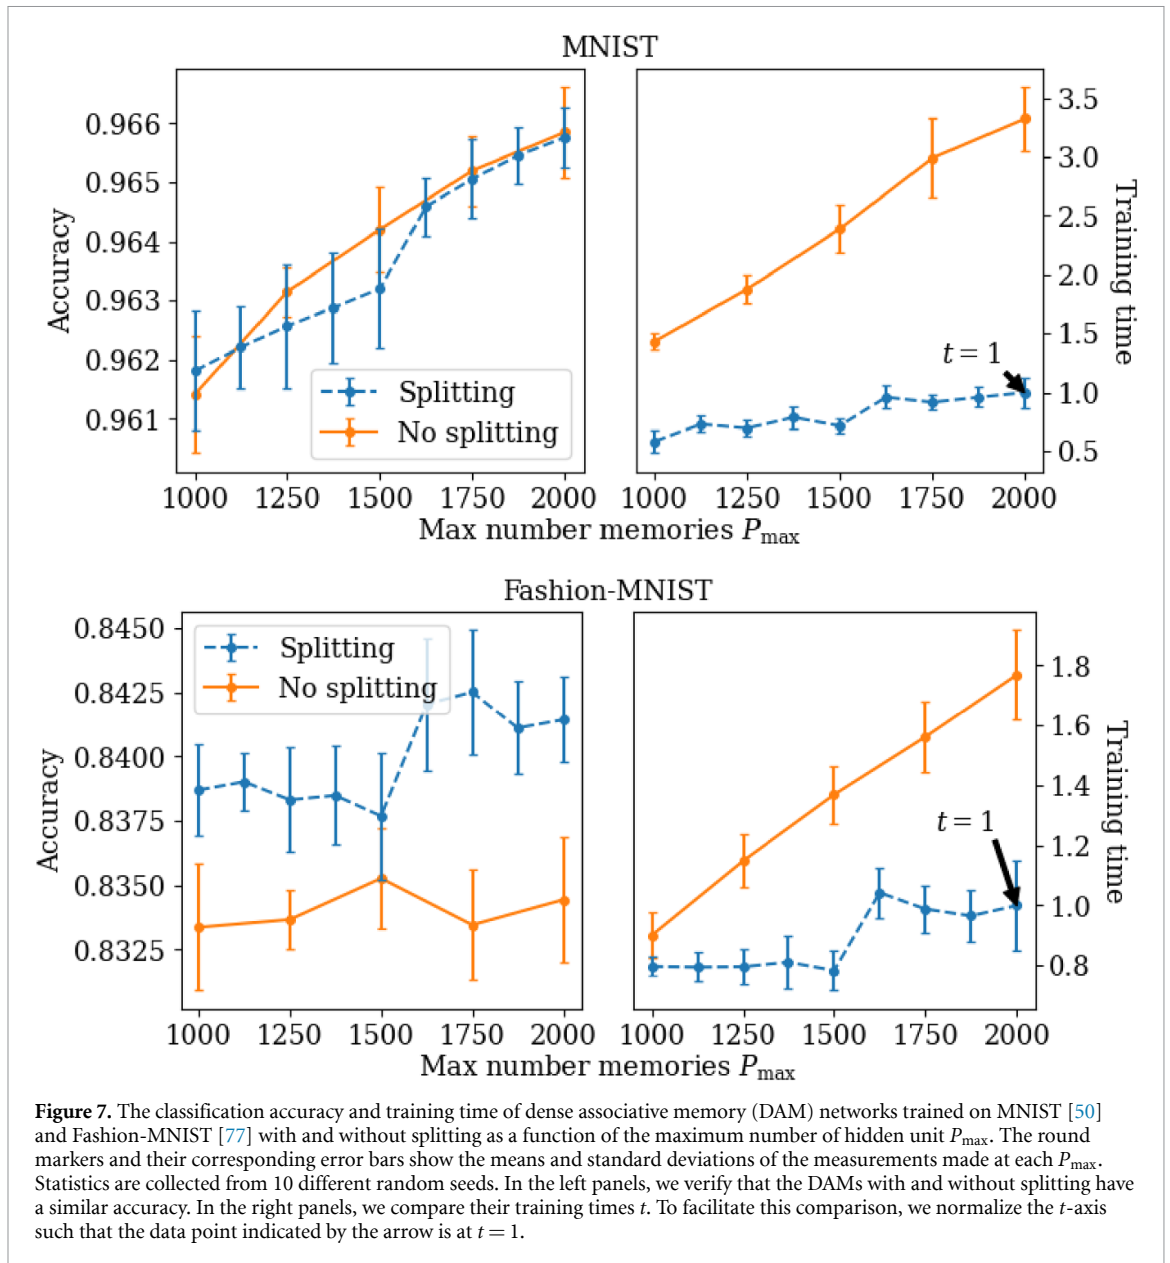 MNIST
0.966
0.965
0.964
0.963
0.962
0.961
Accuracy
Splitting
No splitting
1000 1250 1500 1750 2000
3.5
3.0
2.5
2.0
1.5
1.0
0.5
Training time
t = 1
1000 1250 1500 1750 2000
Max number memories Pmax
Fashion-MNIST
0.8450
0.8425
0.8400
0.8375
0.8350
0.8325
Accuracy
Splitting
No splitting
1000 1250 1500 1750 2000
1.8
1.6
1.4
1.2
1.0
0.8
Training time
t = 1
1000 1250 1500 1750 2000
Max number memories Pmax
Figure 7. The classification accuracy and training time of dense associative memory (DAM) networks trained on MNIST [50]
and Fashion-MNIST [77] with and without splitting as a function of the maximum number of hidden unit Pmax. The round
markers and their corresponding error bars show the means and standard deviations of the measurements made at each Pmax.
Statistics are collected from 10 different random seeds. In the left panels, we verify that the DAMs with and without splitting have
a similar accuracy. In the right panels, we compare their training times t. To facilitate this comparison, we normalize the t-axis
such that the data point indicated by the arrow is at t = 1.